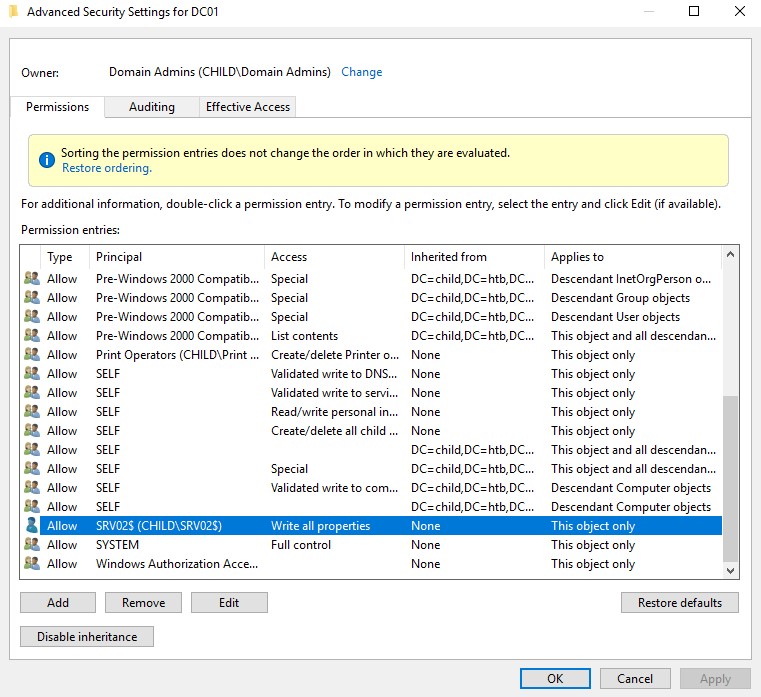 Advanced Security Settings for DC01
Owner: Domain Admins (CHILD\Domain Admins) Change
Permissions Auditing Effective Access
Sorting the permission entries does not change the order in which they are evaluated.
Restore ordering.
For additional information, double-click a permission entry. To modify a permission entry, select the entry and click Edit (if available).
Permission entries:
Type Principal Access Inherited from Applies to
Allow Pre-Windows 2000 Compatib... Special DC=child,DC=htb,DC... Descendant InetOrgPerson o...
Allow Pre-Windows 2000 Compatib... Special DC=child,DC=htb,DC... Descendant Group objects
Allow Pre-Windows 2000 Compatib... Special DC=child,DC=htb,DC... Descendant User objects
Allow Pre-Windows 2000 Compatib... List contents DC=child,DC=htb,DC... This object and all descendan...
Allow Print Operators (CHILD\Print ... Create/delete Printer o... None This object only
Allow SELF Validated write to DNS... None This object only
Allow SELF Validated write to servi... None This object only
Allow SELF Read/write personal in... None This object only
Allow SELF Create/delete all child ... None This object only
Allow SELF DC=child,DC=htb,DC... This object and all descendan...
Allow SELF Special DC=child,DC=htb,DC... This object and all descendan...
Allow SELF Validated write to com... DC=child,DC=htb,DC... Descendant Computer objects
Allow SELF DC=child,DC=htb,DC... Descendant Computer objects
Allow SRV02$ (CHILD\SRV02$) Write all properties None This object only
Allow SYSTEM Full control None This object only
Allow Windows Authorization Acce... None This object only
Add Remove Edit Restore defaults
Disable inheritance
OK Cancel Apply